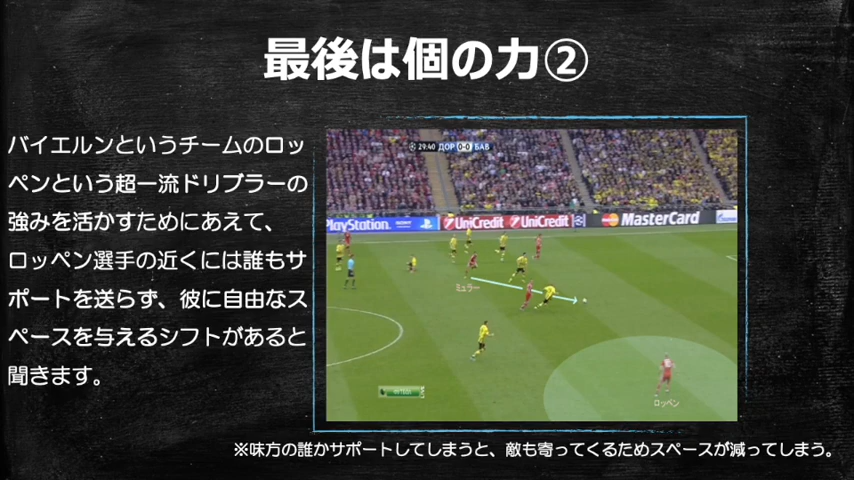 最後は個の力②
バイエルンというチームのロッ
ペンという超一流ドリブラーの
強みを活かすためにあえて、
ロッペン選手の近くには誰もサ
ポートを送らず、彼に自由なス
ペースを与えるシフトがあると
聞きます。
29:40 ДОР 0-0 БАВ
PlayStation.
SONY
UniCredit
UniCredit
MasterCard
ミュラー
ロッペン
※味方の誰かサポートしてしまうと、敵も寄ってくるためスペースが減ってしまう。